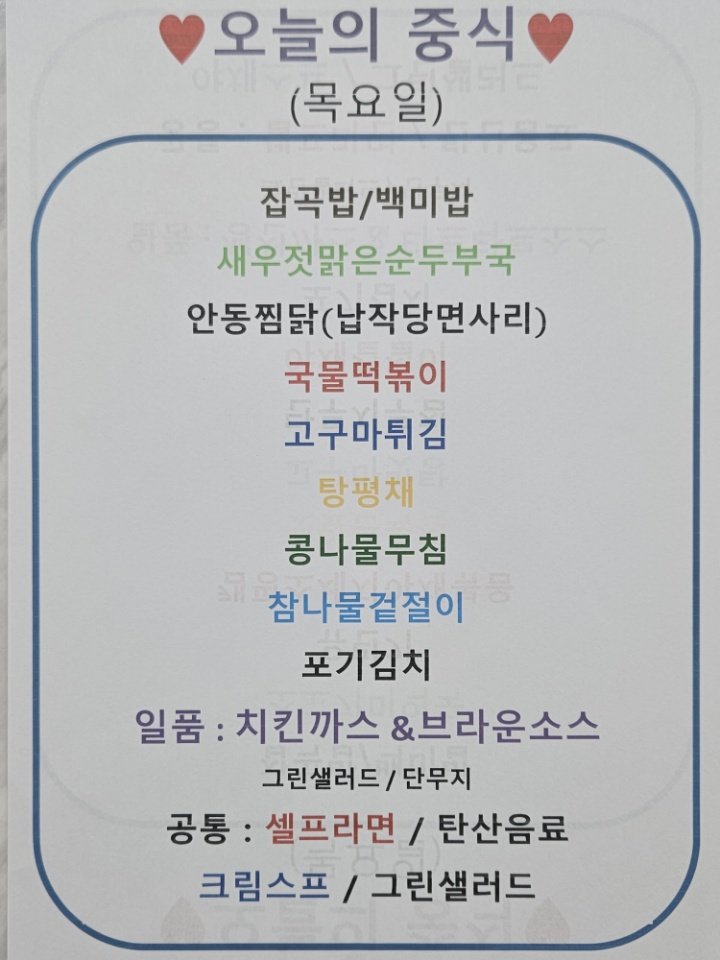 ♥오늘의 중식♥
(목요일)
잡곡밥/백미밥
새우젓맑은순두부국
안동찜닭(납작당면사리)
국물떡볶이
고구마튀김
탕평채
콩나물무침
참나물겉절이
포기김치
일품 : 치킨까스 &브라운소스
그린샐러드 / 단무지
공통 : 셀프라면 / 탄산음료
크림스프 / 그린샐러드